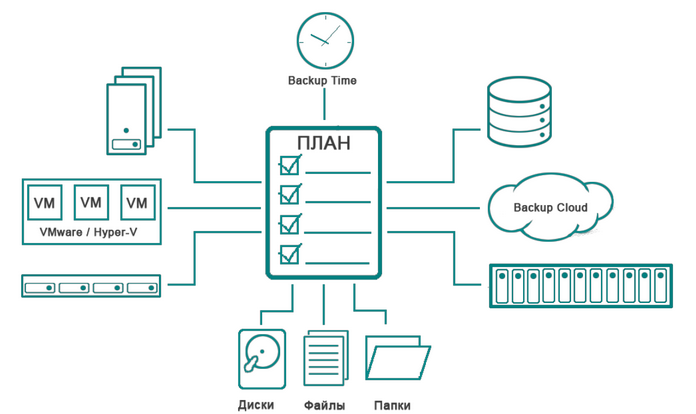 Backup Time
ПЛАН
VM VM VM
VMware / Hyper-V
Backup Cloud
Диски Файлы Папки